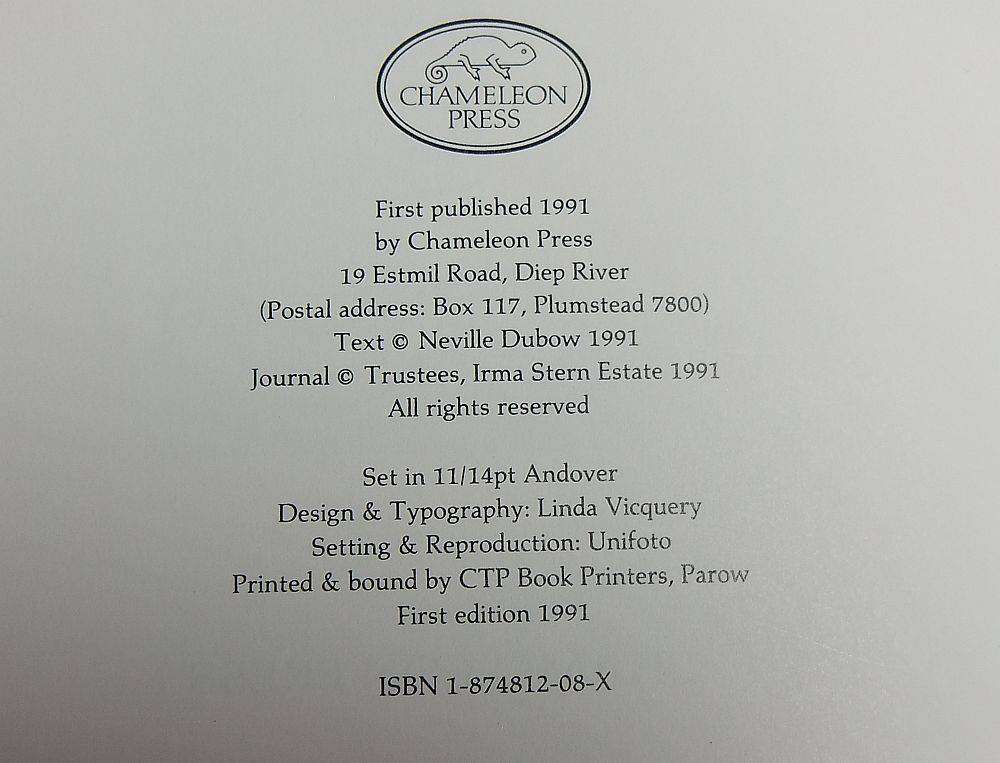 CHAMELEON
PRESS
First published 1991
by Chameleon Press
19 Estmil Road, Diep River
(Postal address: Box 117, Plumstead 7800)
Text © Neville Dubow 1991
Journal © Trustees, Irma Stern Estate 1991
All rights reserved
Set in 11/14pt Andover
Design & Typography: Linda Vicquery
Setting & Reproduction: Unifoto
Printed & bound by CTP Book Printers, Parow
First edition 1991
ISBN 1-874812-08-X